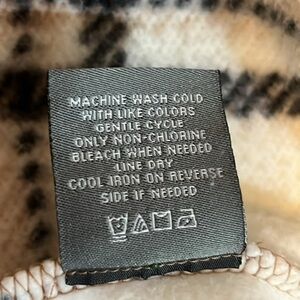 MACHINE WASH COLD
WITH LIKE COLORS
GENTLE CYCLE
ONLY NON-CHLORINE
BLEACH WHEN NEEDED
LINE DRY
COOL IRON ON REVERSE
SIDE IF NEEDED